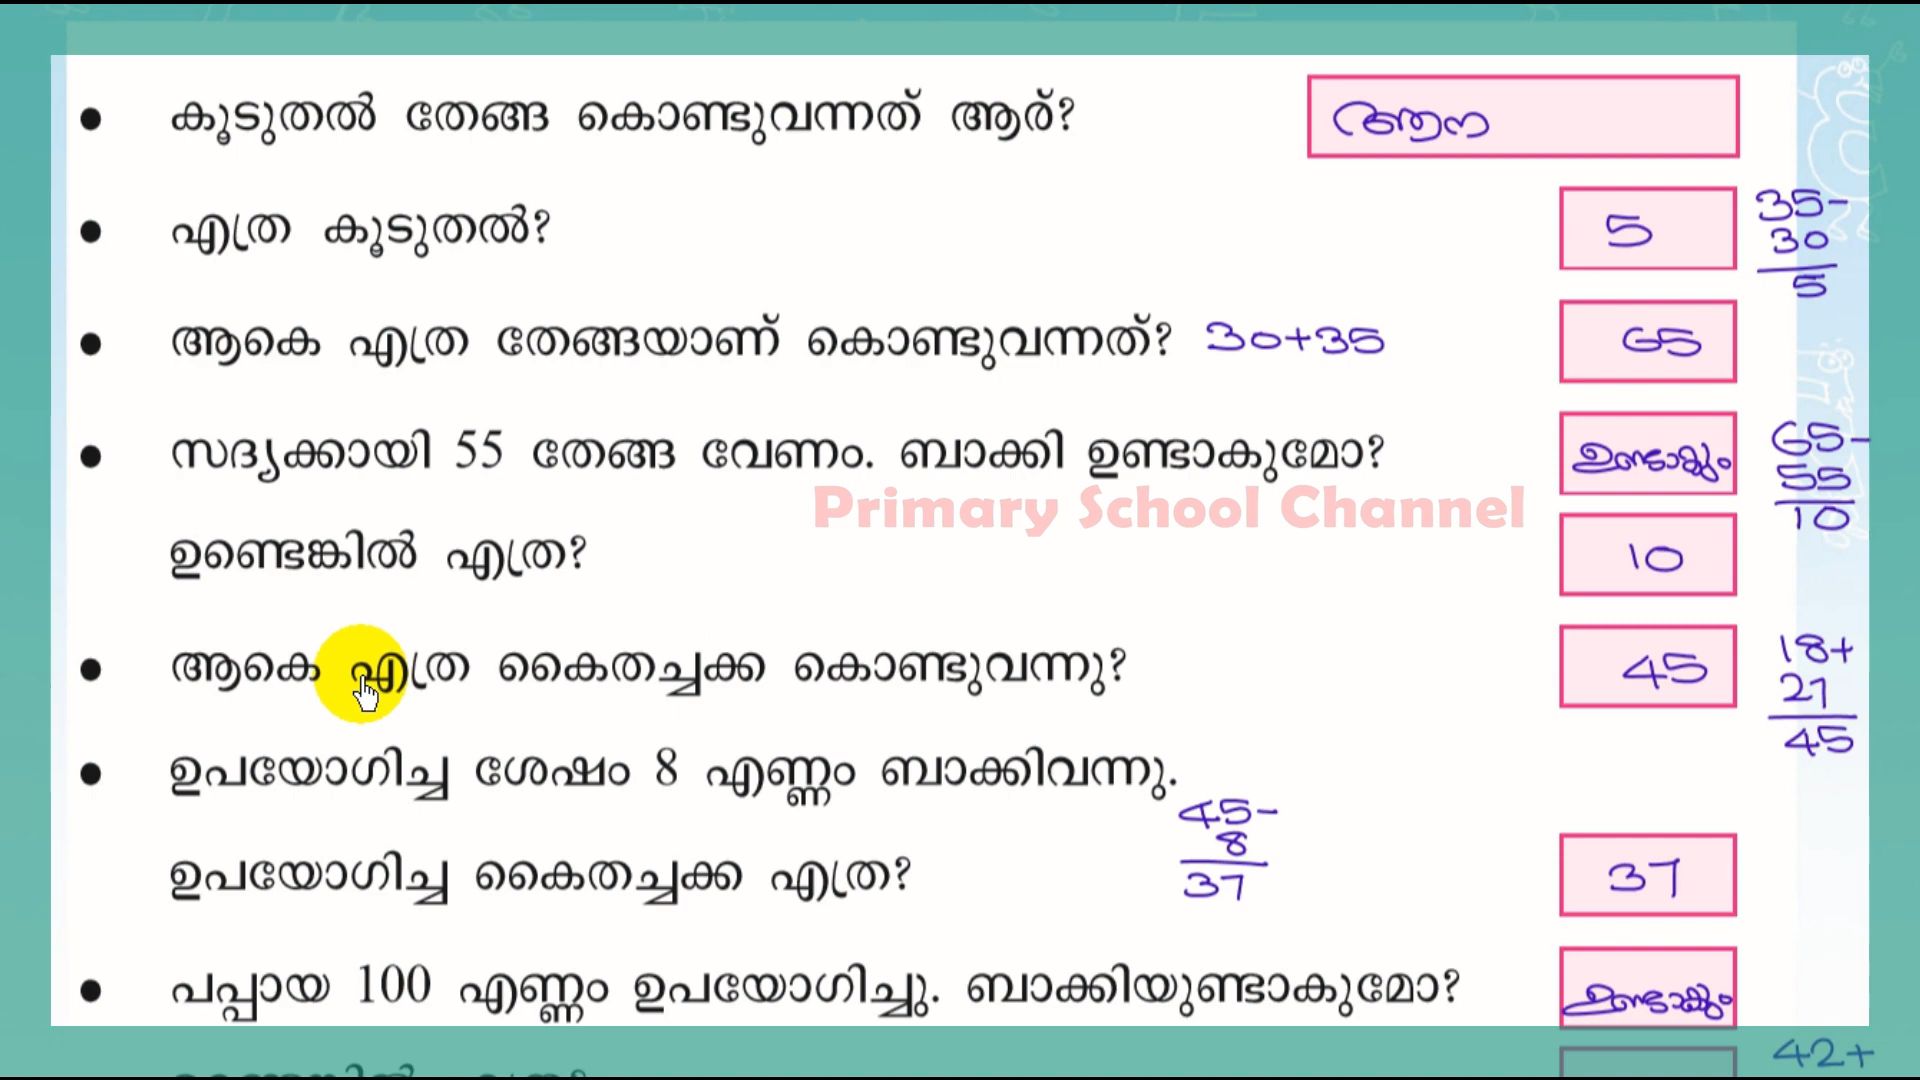 കൂടുതൽ തേങ്ങ കൊണ്ടുവന്നത് ആര്? ആന
എത്ര കൂടുതൽ? 5
35-
30
5
ആകെ എത്ര തേങ്ങയാണ് കൊണ്ടുവന്നത്? 30+35 65
സദ്യക്കായി 55 തേങ്ങ വേണം. ബാക്കി ഉണ്ടാകുമോ? ഉണ്ടാകും
65-
55
10
Primary School Channel
ഉണ്ടെങ്കിൽ എത്ര? 10
ആകെ എത്ര കൈതച്ചക്ക കൊണ്ടുവന്നു? 45
18+
27
45
ഉപയോഗിച്ച ശേഷം 8 എണ്ണം ബാക്കിവന്നു.
45-
8
37
ഉപയോഗിച്ച കൈതച്ചക്ക എത്ര? 37
പപ്പായ 100 എണ്ണം ഉപയോഗിച്ചു. ബാക്കിയുണ്ടാകുമോ? ഉണ്ടാകും
42+